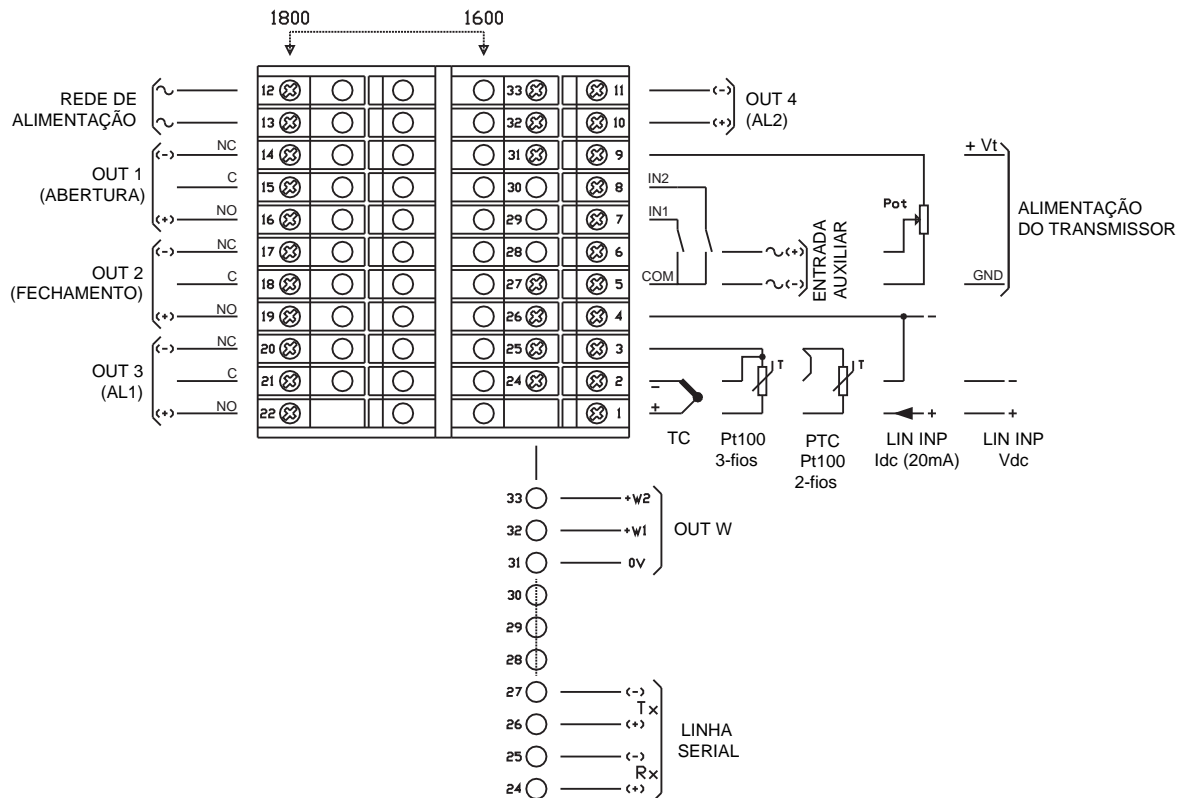 1800 1600
REDE DE
ALIMENTAÇÃO
OUT 1
(ABERTURA)
(-) NC
C
(+) NO
OUT 2
(FECHAMENTO)
(-) NC
C
(+) NO
OUT 3
(AL1)
(-) NC
C
(+) NO
12 33 11
13 32 10
14 31 9
15 30 8
16 29 7
17 28 6
18 27 5
19 26 4
20 25 3
21 24 2
22 1
(-)
(+)
OUT 4
(AL2)
IN2
IN1
COM
(+)
(-)
ENTRADA
AUXILIAR
Pot
+ Vt
GND
ALIMENTAÇÃO
DO TRANSMISSOR
-
T
T
-
+
-
+
-
+
TC
Pt100
3-fios
PTC
Pt100
2-fios
LIN INP
Idc (20mA)
LIN INP
Vdc
33 +W2
32 +W1
31 0V
OUT W
30
29
28
27 (-)
Tx
26 (+)
25 (-)
Rx
24 (+)
LINHA
SERIAL